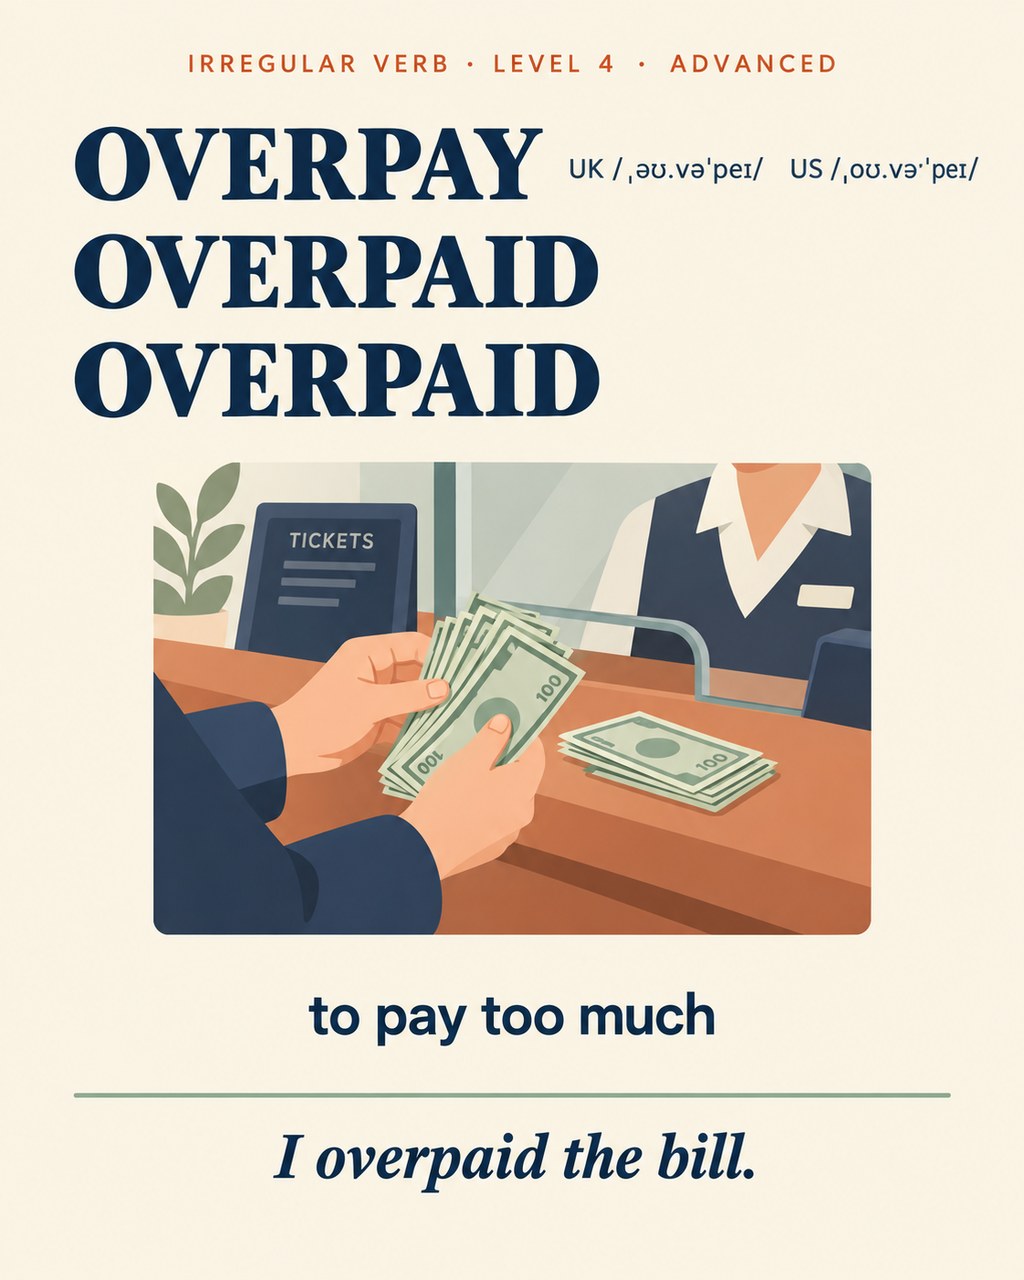 IRREGULAR VERB · LEVEL 4 · ADVANCED
OVERPAY UK /ˌəʊ.vəˈpeɪ/ US /ˌoʊ.vɚˈpeɪ/
OVERPAID
OVERPAID
TICKETS
100
100
100
to pay too much
I overpaid the bill.